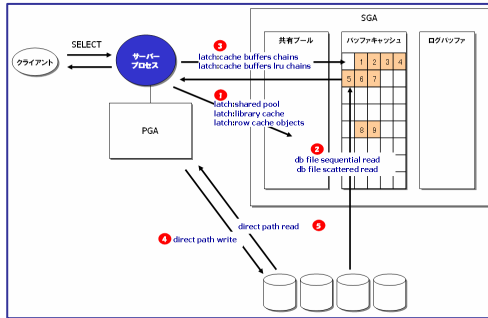 SGA
共有プール
バッファキャッシュ
ログバッファ
SELECT
クライアント
サーバー
プロセス
3
latch:cache buffers chains
latch:cache buffers lru chains
1 2 3 4
5 6 7
8 9
1
latch:shared pool
latch:library cache
latch:row cache objects
PGA
2
db file sequential read
db file scattered read
direct path read
5
4
direct path write